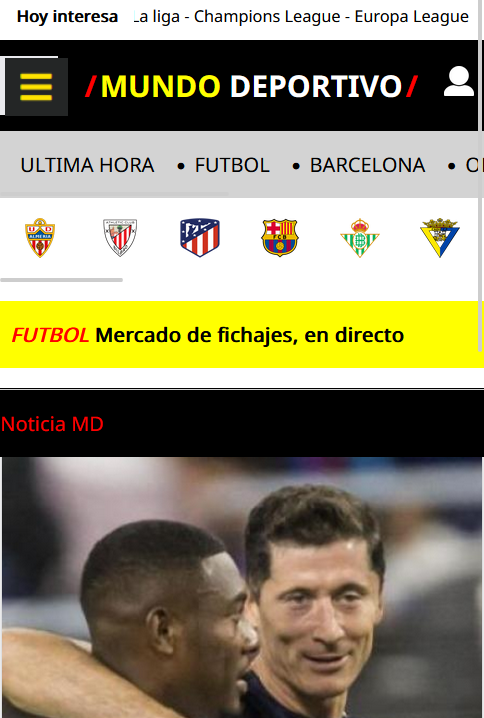 Hoy interesa La liga - Champions League - Europa League
/MUNDO DEPORTIVO/
ULTIMA HORA • FUTBOL • BARCELONA •
FUTBOL Mercado de fichajes, en directo
Noticia MD